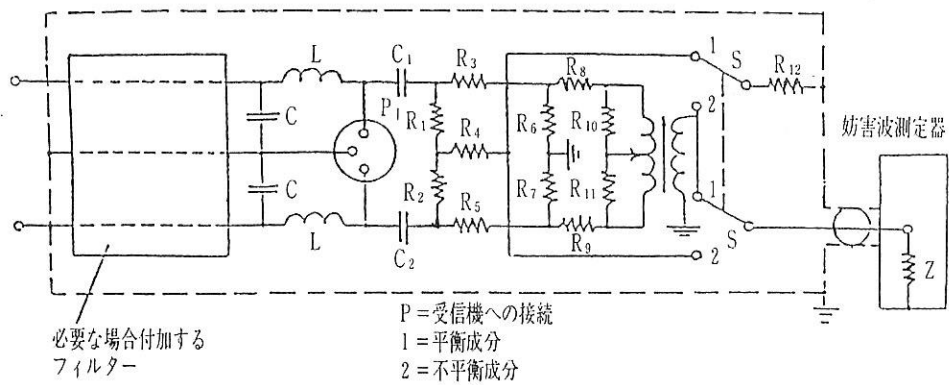 L
C₁
R₃
1
S
R₁₂
C
P₁
R₁
R₄
R₈
R₆
R₁₀
2
妨害波測定器
C
R₂
R₇
R₁₁
1
L
C₂
R₅
R₉
S
2
Z
必要な場合付加する
フィルター
P=受信機への接続
1=平衡成分
2=不平衡成分